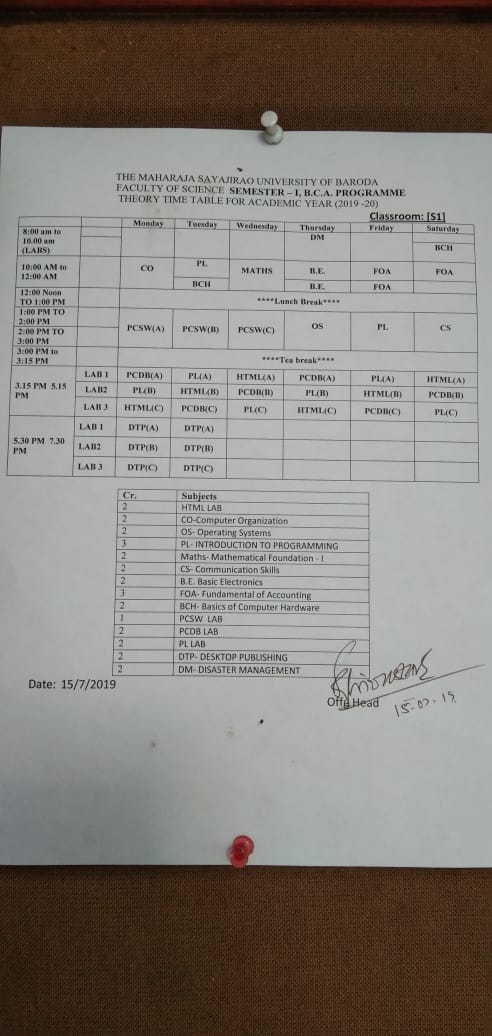 THE MAHARAJA SAYAJIRAO UNIVERSITY OF BARODA
FACULTY OF SCIENCE SEMESTER – I, B.C.A. PROGRAMME
THEORY TIME TABLE FOR ACADEMIC YEAR (2019 -20)
Classroom: [S1]
Monday Tuesday Wednesday Thursday Friday Saturday
8:00 am to 10.00 am (LABS) DM BCH
10:00 AM to 12:00 AM CO PL MATHS B.E. FOA FOA
BCH B.E. FOA
12:00 Noon TO 1:00 PM ****Lunch Break****
1:00 PM TO 2:00 PM
2:00 PM TO 3:00 PM PCSW(A) PCSW(B) PCSW(C) OS PL CS
3:00 PM to 3:15 PM ****Tea break****
3.15 PM 5.15 PM LAB 1 PCDB(A) PL(A) HTML(A) PCDB(A) PL(A) HTML(A)
LAB2 PL(B) HTML(B) PCDB(B) PL(B) HTML(B) PCDB(B)
LAB 3 HTML(C) PCDB(C) PL(C) HTML(C) PCDB(C) PL(C)
5.30 PM 7.30 PM LAB 1 DTP(A) DTP(A)
LAB2 DTP(B) DTP(B)
LAB 3 DTP(C) DTP(C)
Cr. Subjects
2 HTML LAB
2 CO-Computer Organization
2 OS- Operating Systems
3 PL- INTRODUCTION TO PROGRAMMING
2 Maths- Mathematical Foundation - I
2 CS- Communication Skills
2 B.E. Basic Electronics
3 FOA- Fundamental of Accounting
2 BCH- Basics of Computer Hardware
1 PCSW LAB
2 PCDB LAB
2 PL LAB
2 DTP- DESKTOP PUBLISHING
2 DM- DISASTER MANAGEMENT
Date: 15/7/2019
Offg Head
15-07-19